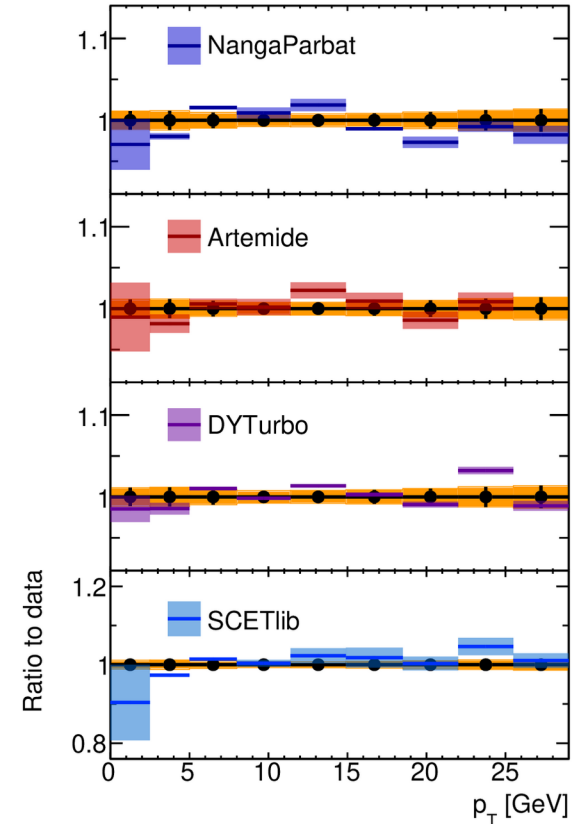 1.1
NangaParbat
1
1.1
Artemide
1
1.1
DYTurbo
1
Ratio to data
1.2
SCETlib
1
0.8
0 5 10 15 20 25
p_T [GeV]